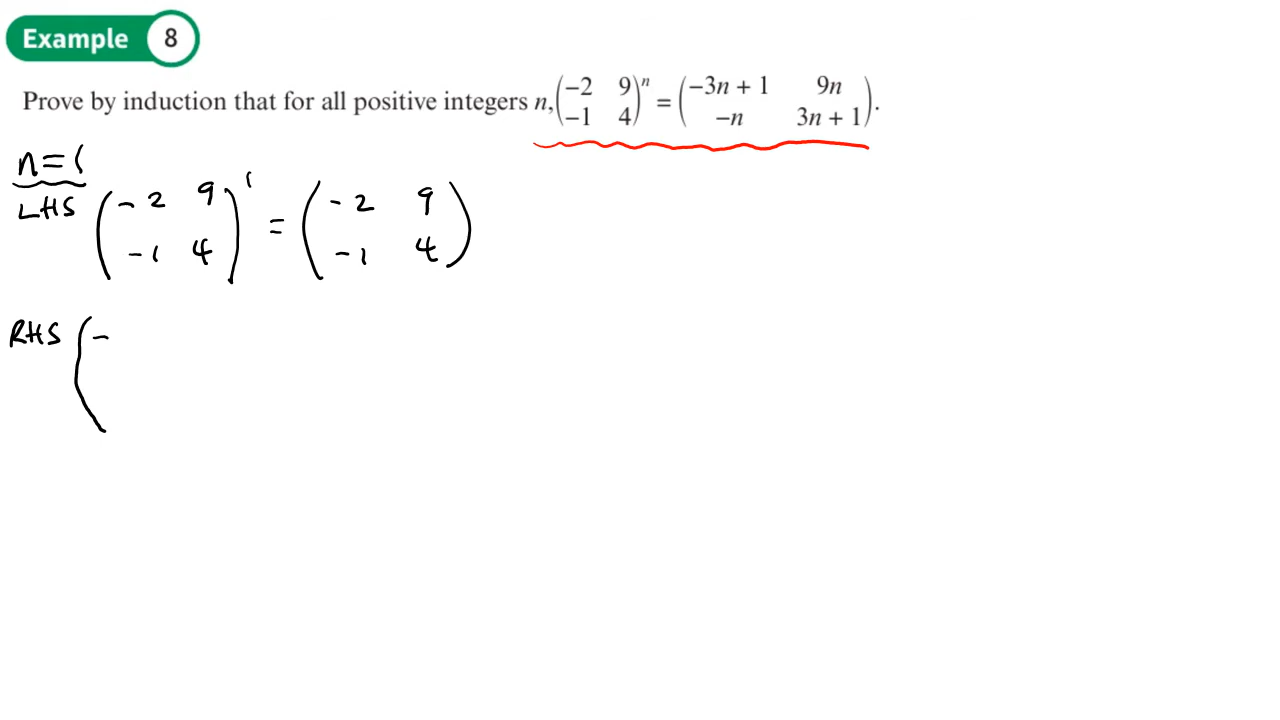 Example 8
Prove by induction that for all positive integers n, (−2 9 −1 4)ⁿ = (−3n + 1 9n −n 3n + 1).
n=1
LHS (-2 9 -1 4)¹ = (-2 9 -1 4)
RHS (-